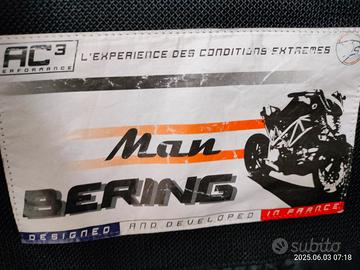 AC3
PERFORMANCE
L'EXPERIENCE DES CONDITIONS EXTREMES
Man
BERING
DESIGNED AND DEVELOPED IN FRANCE
subito
2025.06.03 07:18